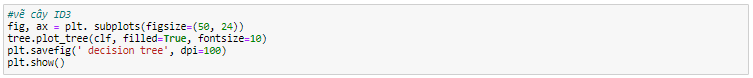 #vẽ cây ID3
fig, ax = plt. subplots(figsize=(50, 24))
tree.plot_tree(clf, filled=True, fontsize=10)
plt.savefig(' decision tree', dpi=100)
plt.show()